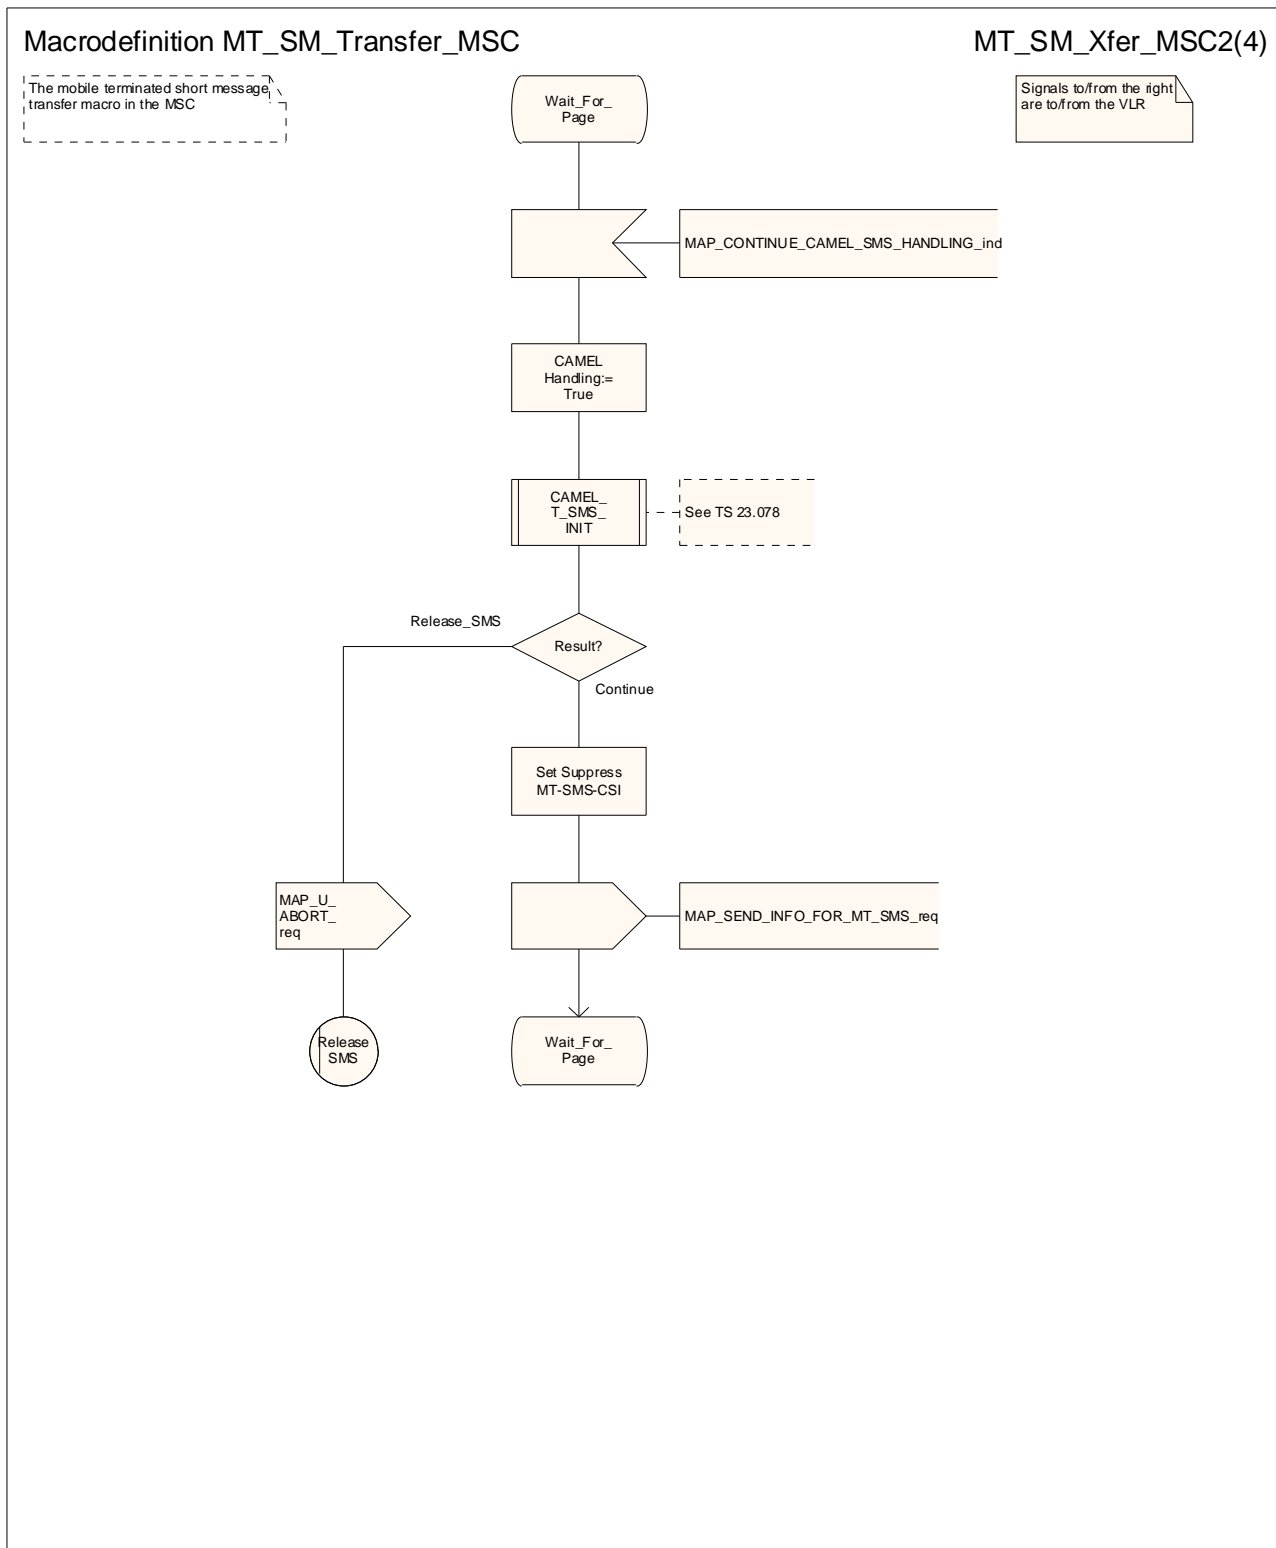 Macrodefinition MT_SM_Transfer_MSC
MT_SM_Xfer_MSC2(4)
The mobile terminated short message
transfer macro in the MSC
Wait_For_
Page
Signals to/from the right
are to/from the VLR
MAP_CONTINUE_CAMEL_SMS_HANDLING_ind
CAMEL
Handling:=
True
CAMEL_
T_SMS_
INIT
See TS 23.078
Release_SMS
Result?
Continue
Set Suppress
MT-SMS-CSI
MAP_U_
ABORT_
req
MAP_SEND_INFO_FOR_MT_SMS_req
Release
SMS
Wait_For_
Page